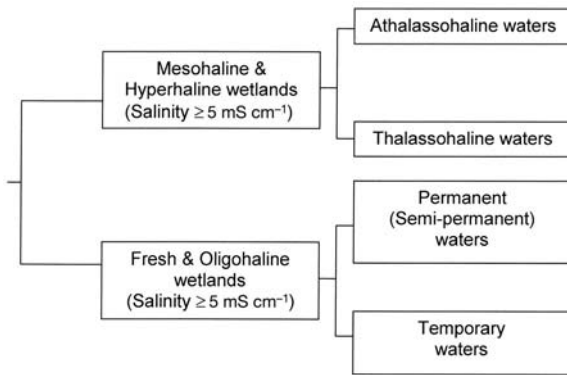 Athalassohaline waters
Mesohaline &
Hyperhaline wetlands
(Salinity ≥ 5 mS cm⁻¹)
Thalassohaline waters
Permanent
(Semi-permanent)
waters
Fresh & Oligohaline
wetlands
(Salinity ≥ 5 mS cm⁻¹)
Temporary
waters